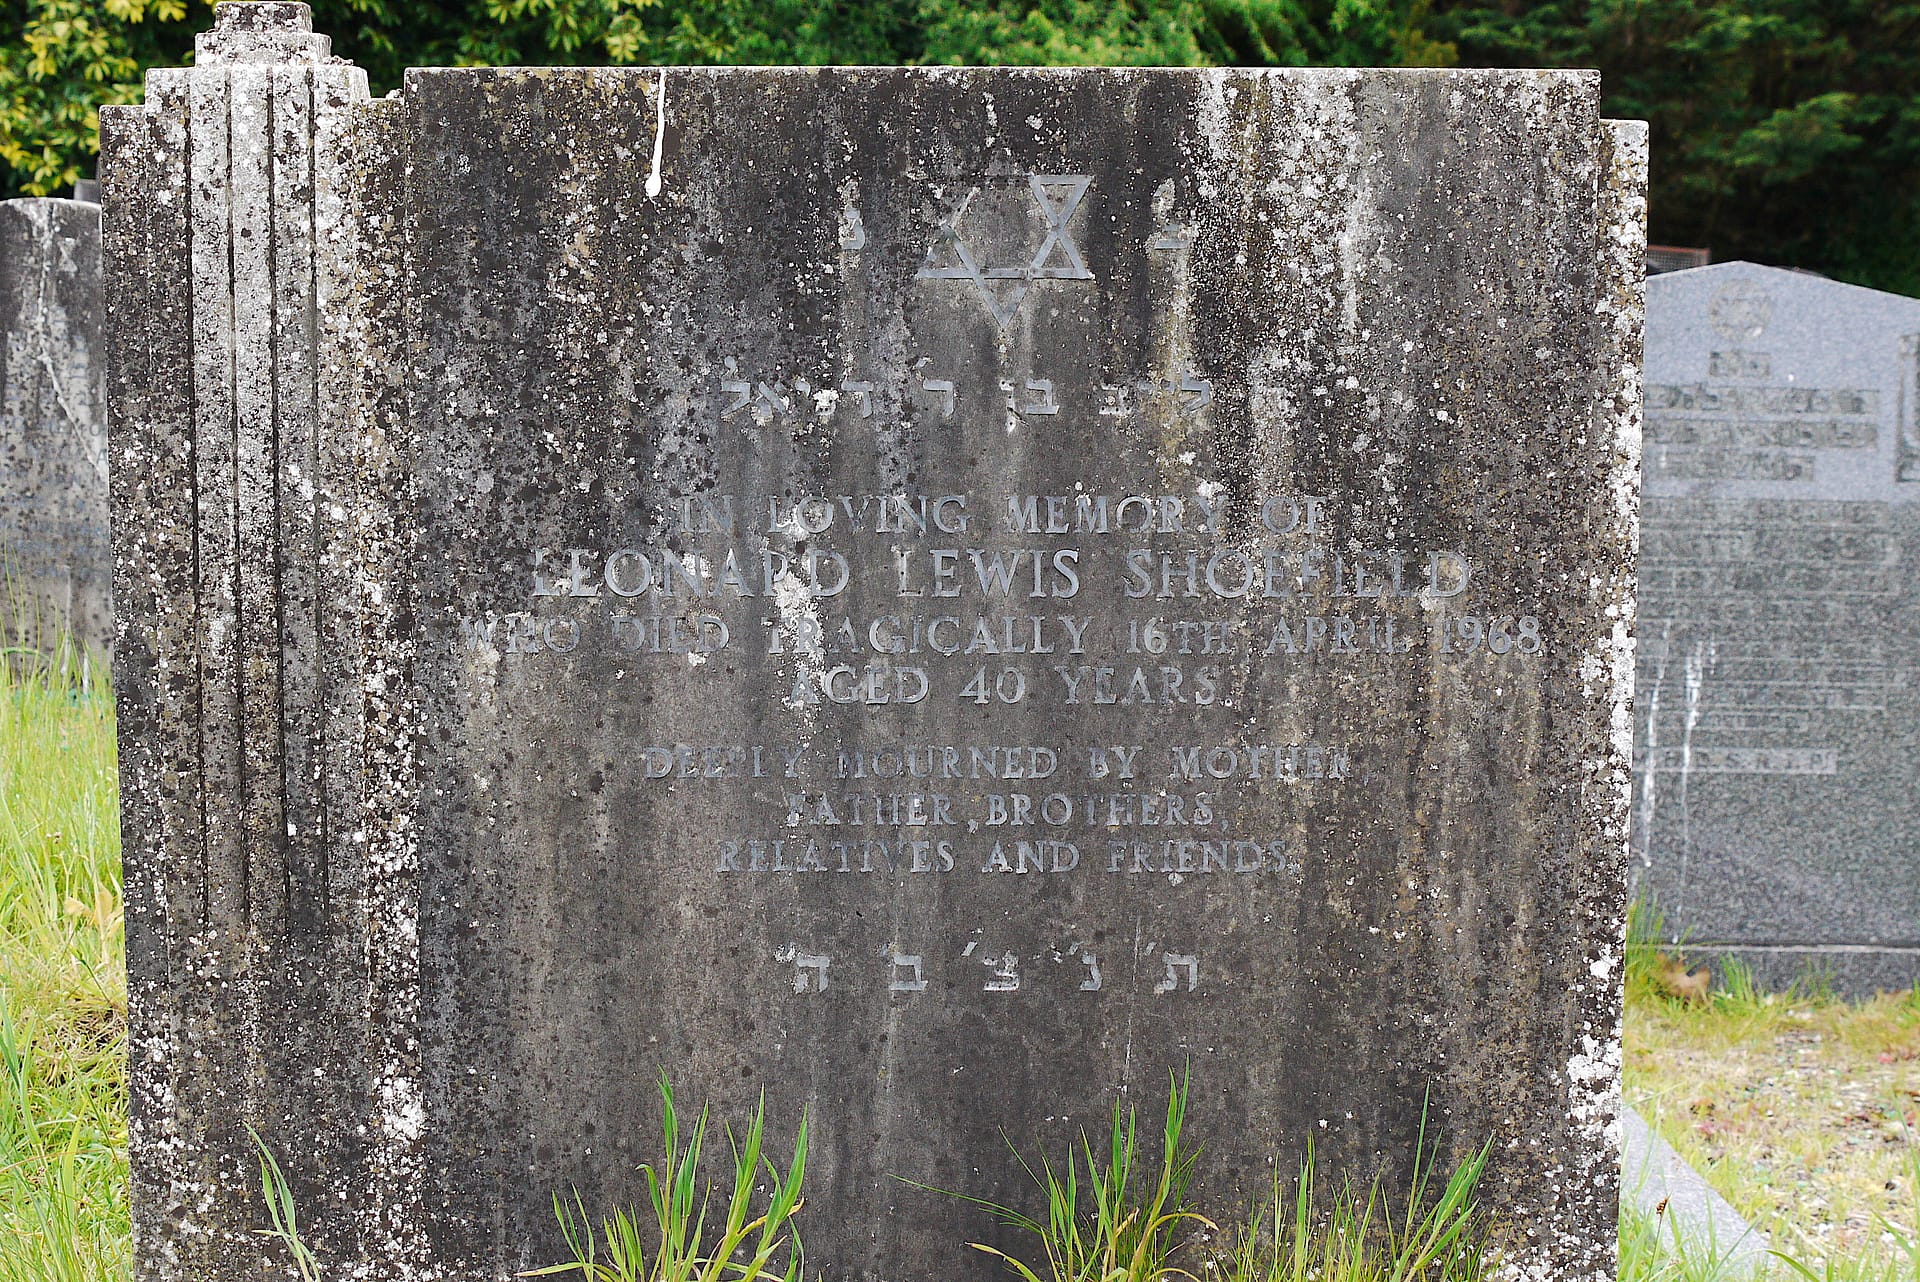 פ נ
ליב בן ר' דניאל
IN LOVING MEMORY OF
LEONARD LEWIS SHOEFIELD
WHO DIED TRAGICALLY 16TH APRIL 1968
AGED 40 YEARS.
DEEPLY MOURNED BY MOTHER,
FATHER, BROTHERS,
RELATIVES AND FRIENDS.
ת' נ' צ' ב' ה'